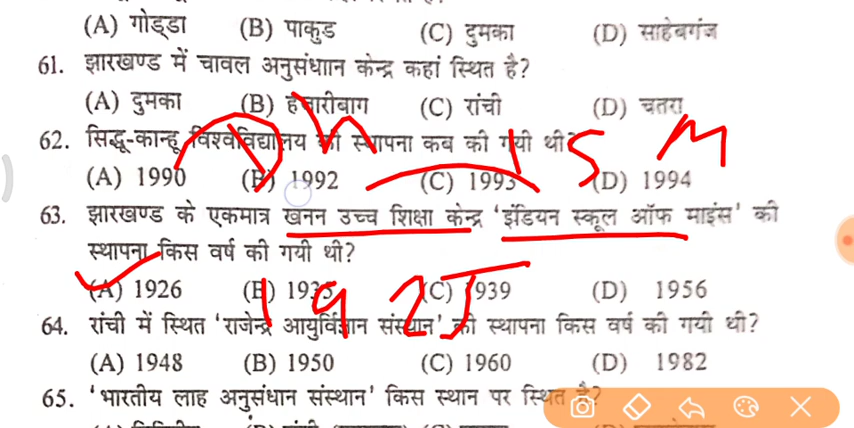 (A) गोड्डा (B) पाकुड (C) दुमका (D) साहेबगंज
61. झारखण्ड में चावल अनुसंधाान केन्द्र कहां स्थित है?
(A) दुमका (B) हजारीबाग (C) रांची (D) चतरा
62. सिद्धू-कान्हू विश्वविद्यालय की स्थापना कब की गयी थी?
(A) 1990 (B) 1992 (C) 1993 (D) 1994
D N I S M
63. झारखण्ड के एकमात्र खनन उच्च शिक्षा केन्द्र 'इंडियन स्कूल ऑफ माइंस' की
स्थापना किस वर्ष की गयी थी?
(A) 1926 (B) (C) 1939 (D) 1956
1925
64. रांची में स्थित 'राजेन्द्र आयुर्विज्ञान संस्थान' की स्थापना किस वर्ष की गयी थी?
(A) 1948 (B) 1950 (C) 1960 (D) 1982
65. 'भारतीय लाह अनुसंधान संस्थान' किस स्थान पर स्थित है?